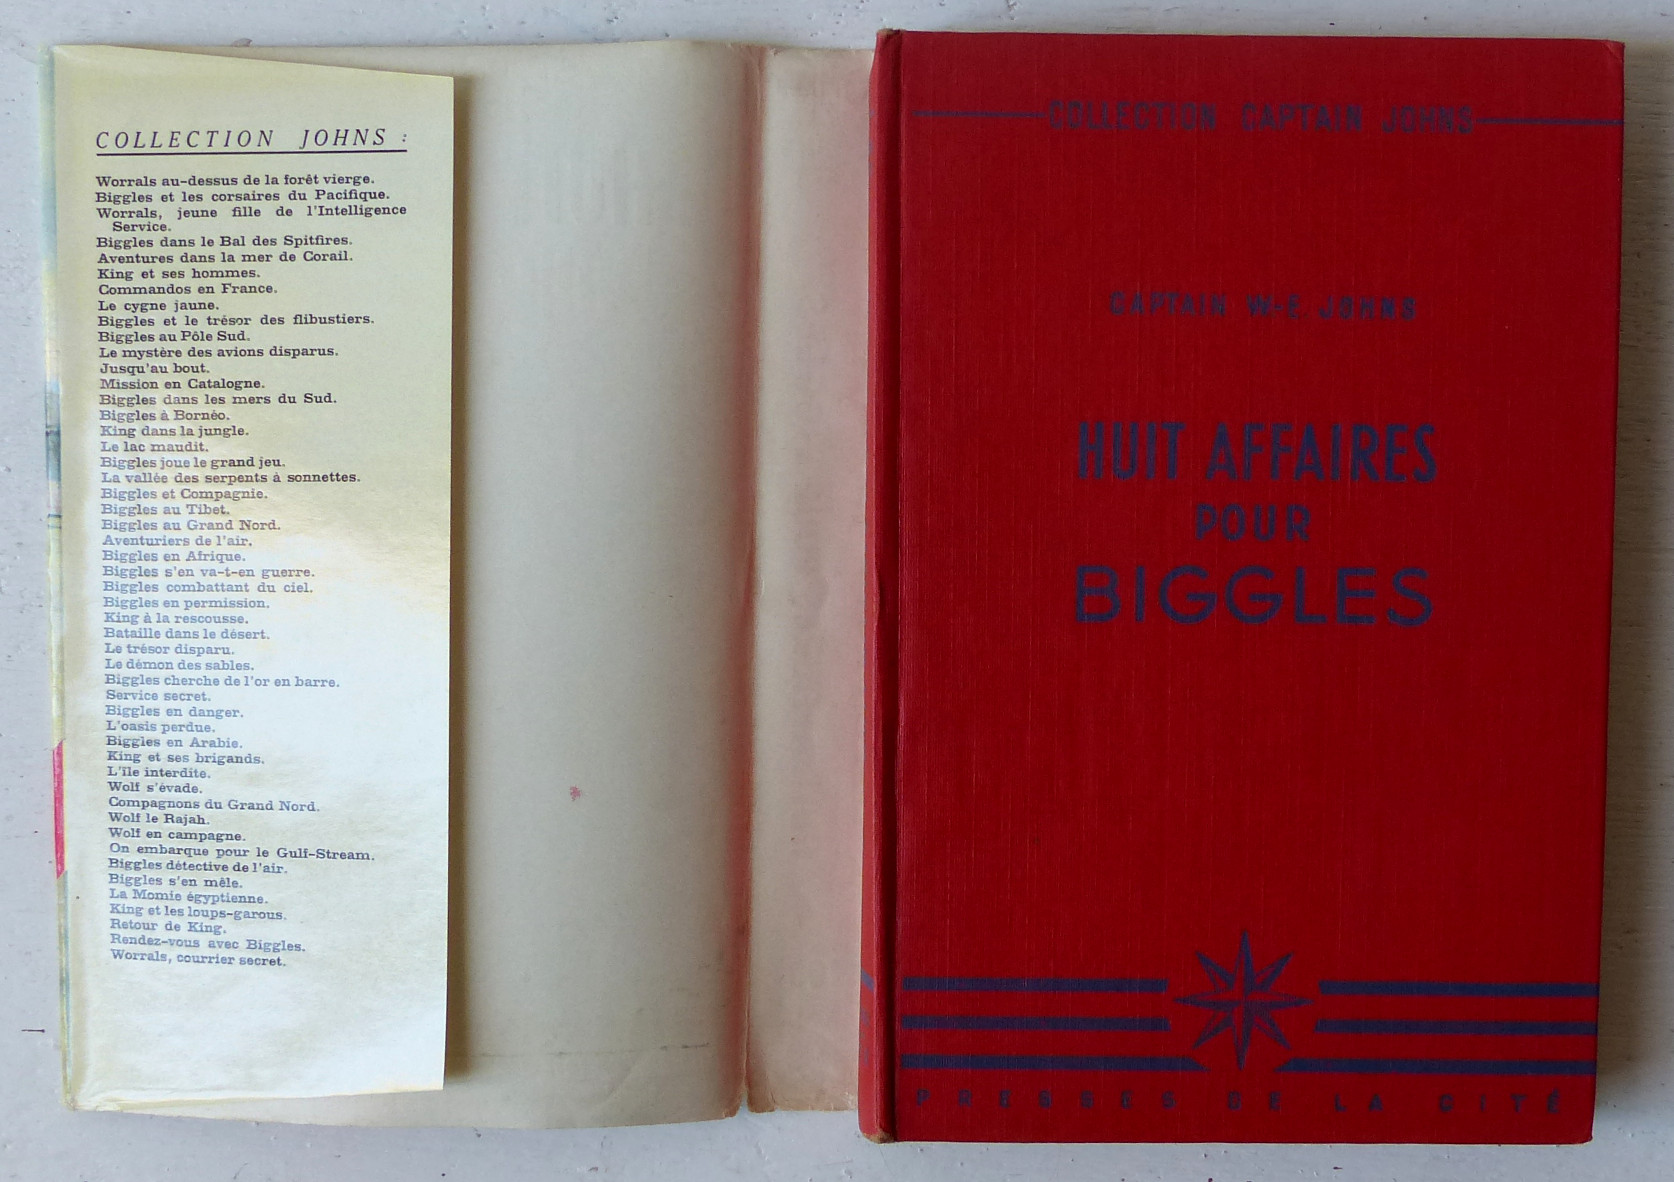 COLLECTION JOHNS :
Worrals au-dessus de la forêt vierge.
Biggles et les corsaires du Pacifique.
Worrals, jeune fille de l'Intelligence
Service.
Biggles dans le Bal des Spitfires.
Aventures dans la mer de Corail.
King et ses hommes.
Commandos en France.
Le cygne jaune.
Biggles et le trésor des flibustiers.
Biggles au Pôle Sud.
Le mystère des avions disparus.
Jusqu'au bout.
Mission en Catalogne.
Biggles dans les mers du Sud.
Biggles à Bornéo.
King dans la jungle.
Le lac maudit.
Biggles joue le grand jeu.
La vallée des serpents à sonnettes.
Biggles et Compagnie.
Biggles au Tibet.
Biggles au Grand Nord.
Aventuriers de l'air.
Biggles en Afrique.
Biggles s'en va-t-en guerre.
Biggles combattant du ciel.
Biggles en permission.
King à la rescousse.
Bataille dans le désert.
Le trésor disparu.
Le démon des sables.
Biggles cherche de l'or en barre.
Service secret.
Biggles en danger.
L'oasis perdue.
Biggles en Arabie.
King et ses brigands.
L'île interdite.
Wolf s'évade.
Compagnons du Grand Nord.
Wolf le Rajah.
Wolf en campagne.
On embarque pour le Gulf-Stream.
Biggles détective de l'air.
Biggles s'en mêle.
La Momie égyptienne.
King et les loups-garous.
Retour de King.
Rendez-vous avec Biggles.
Worrals, courrier secret.
COLLECTION CAPTAIN JOHNS
CAPTAIN W.-E. JOHNS
HUIT AFFAIRES
POUR
BIGGLES
PRESSES DE LA CITÉ